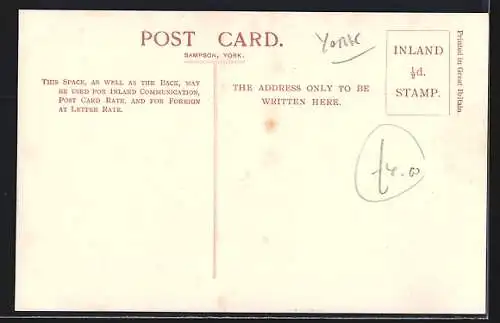 POST CARD.
SAMPSON, YORK.
York
INLAND
½d.
STAMP.
Printed in Great Britain.
THIS SPACE, AS WELL AS THE BACK, MAY
BE USED FOR INLAND COMMUNICATION,
POST CARD RATE, AND FOR FOREIGN
AT LETTER RATE.
THE ADDRESS ONLY TO BE
WRITTEN HERE.
£4.00